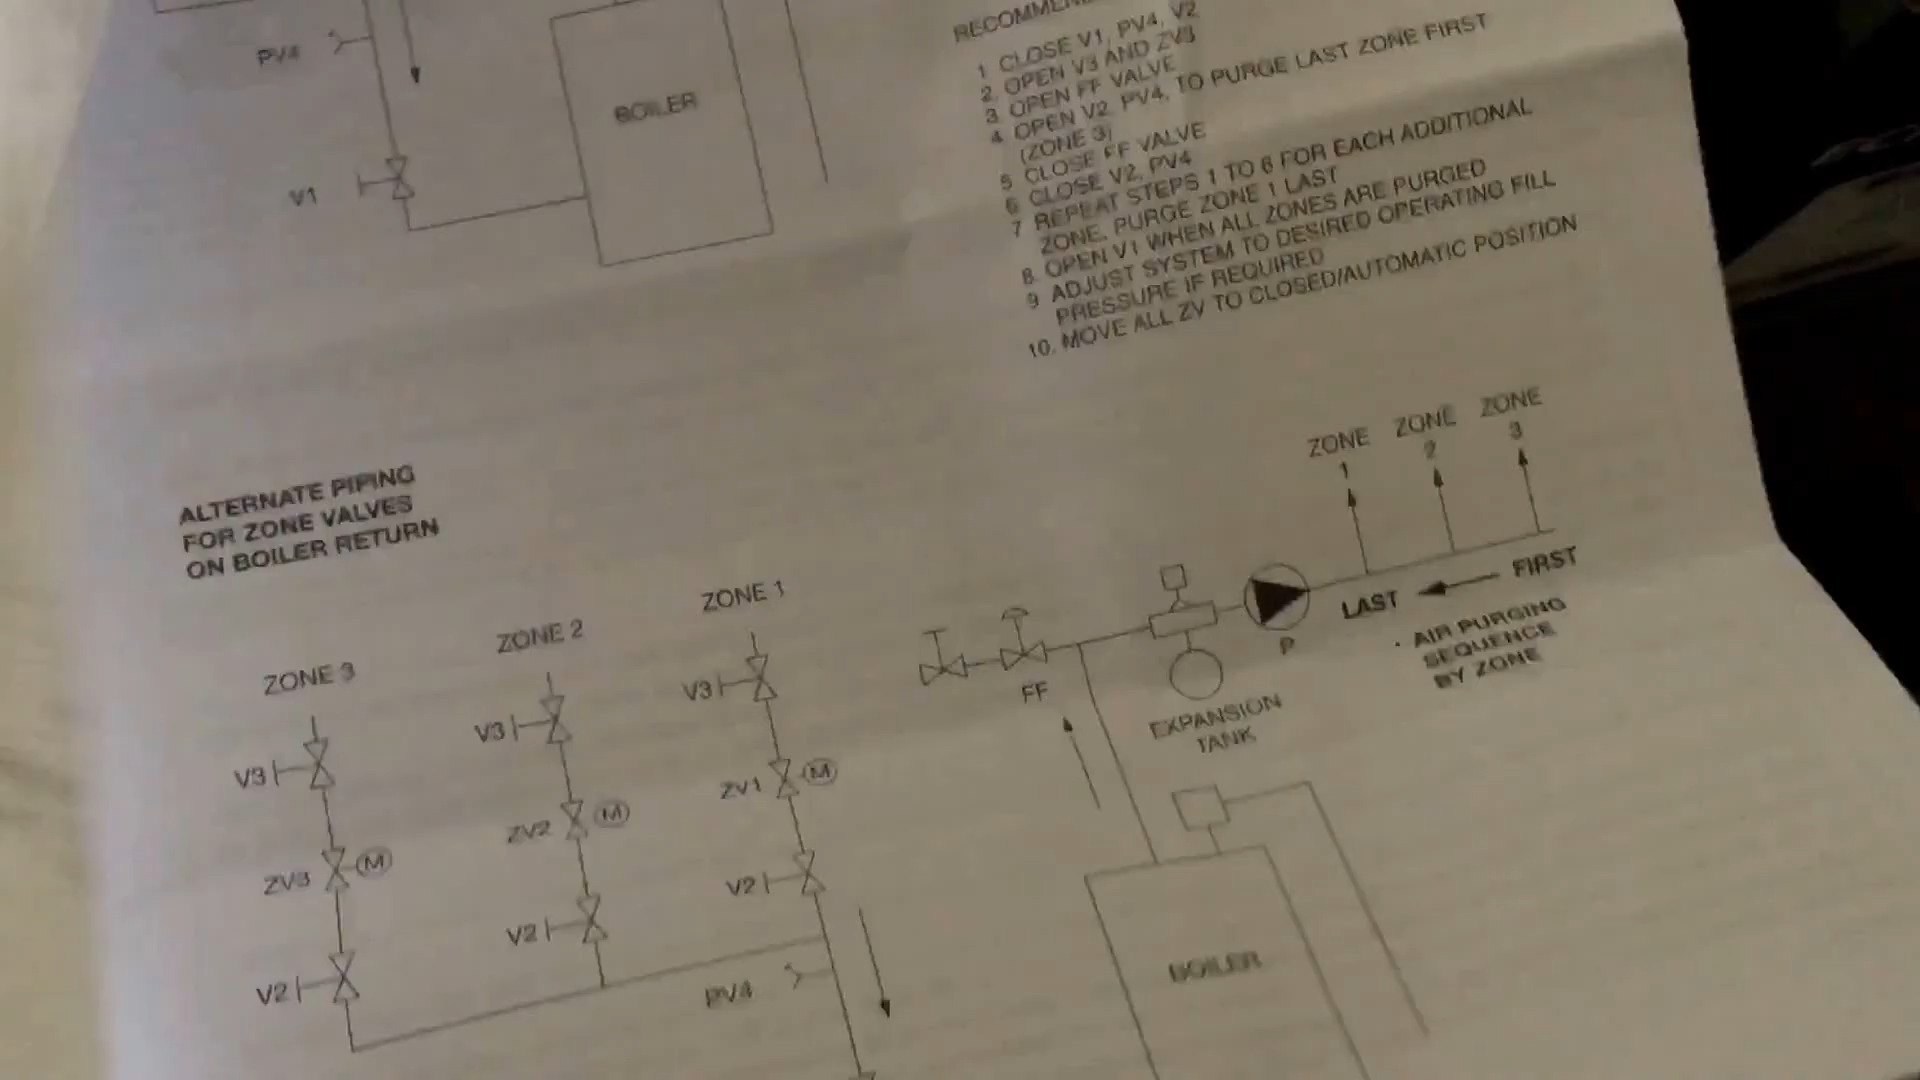 PV4
V1
BOILER
1 CLOSE V1, PV4, V2
2. OPEN V3 AND ZV3
3 OPEN FF VALVE
4 OPEN V2, PV4, TO PURGE LAST ZONE FIRST
(ZONE 3)
5 CLOSE FF VALVE
6 CLOSE V2, PV4
7 REPEAT STEPS 1 TO 6 FOR EACH ADDITIONAL
ZONE, PURGE ZONE 1 LAST
8. OPEN V1 WHEN ALL ZONES ARE PURGED
9 ADJUST SYSTEM TO DESIRED OPERATING FILL
PRESSURE IF REQUIRED
10. MOVE ALL ZV TO CLOSED/AUTOMATIC POSITION
ALTERNATE PIPING
FOR ZONE VALVES
ON BOILER RETURN
ZONE 3
ZONE 2
ZONE 1
V3
V3
V3
ZV3
M
ZV2
M
ZV1
M
V2
V2
V2
PV4
ZONE
1
ZONE
2
ZONE
3
LAST
FIRST
AIR PURGING
SEQUENCE
BY ZONE
P
FF
EXPANSION
TANK
BOILER